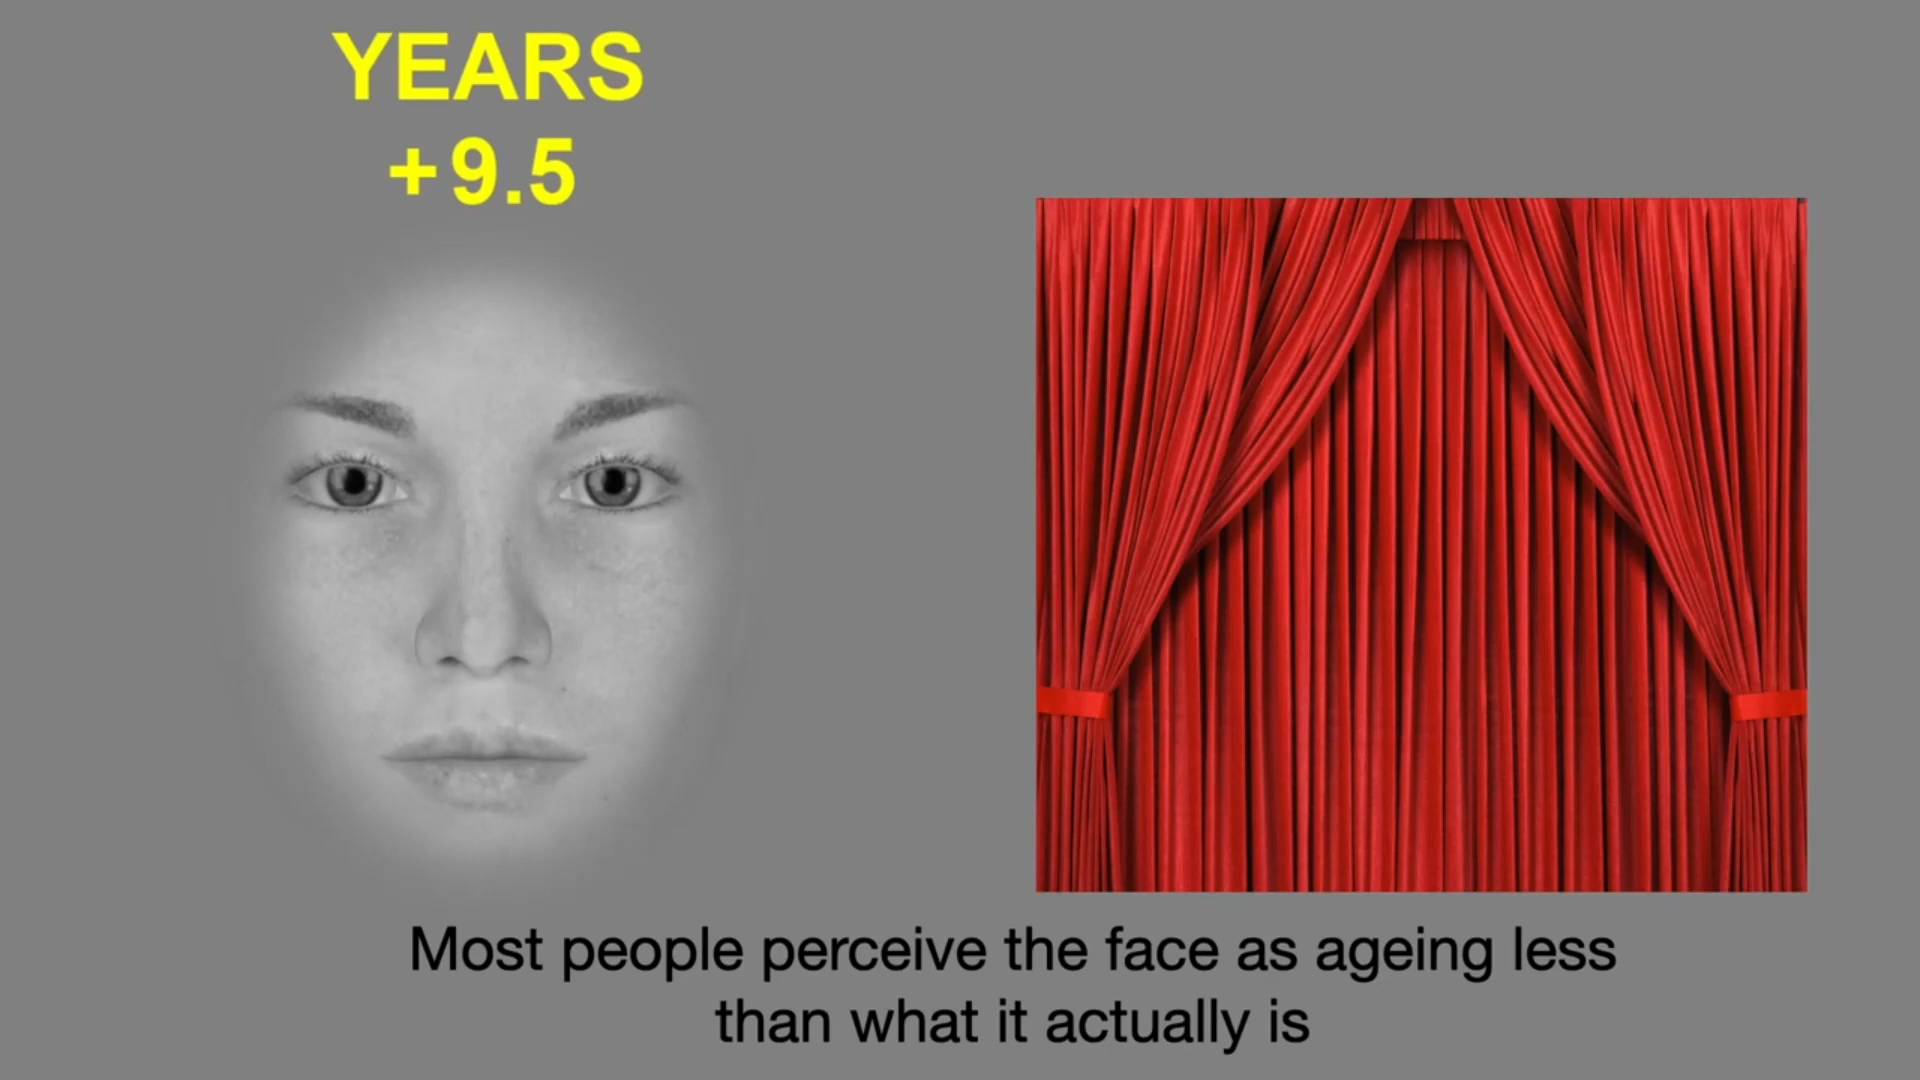 YEARS
+9.5
Most people perceive the face as ageing less
than what it actually is